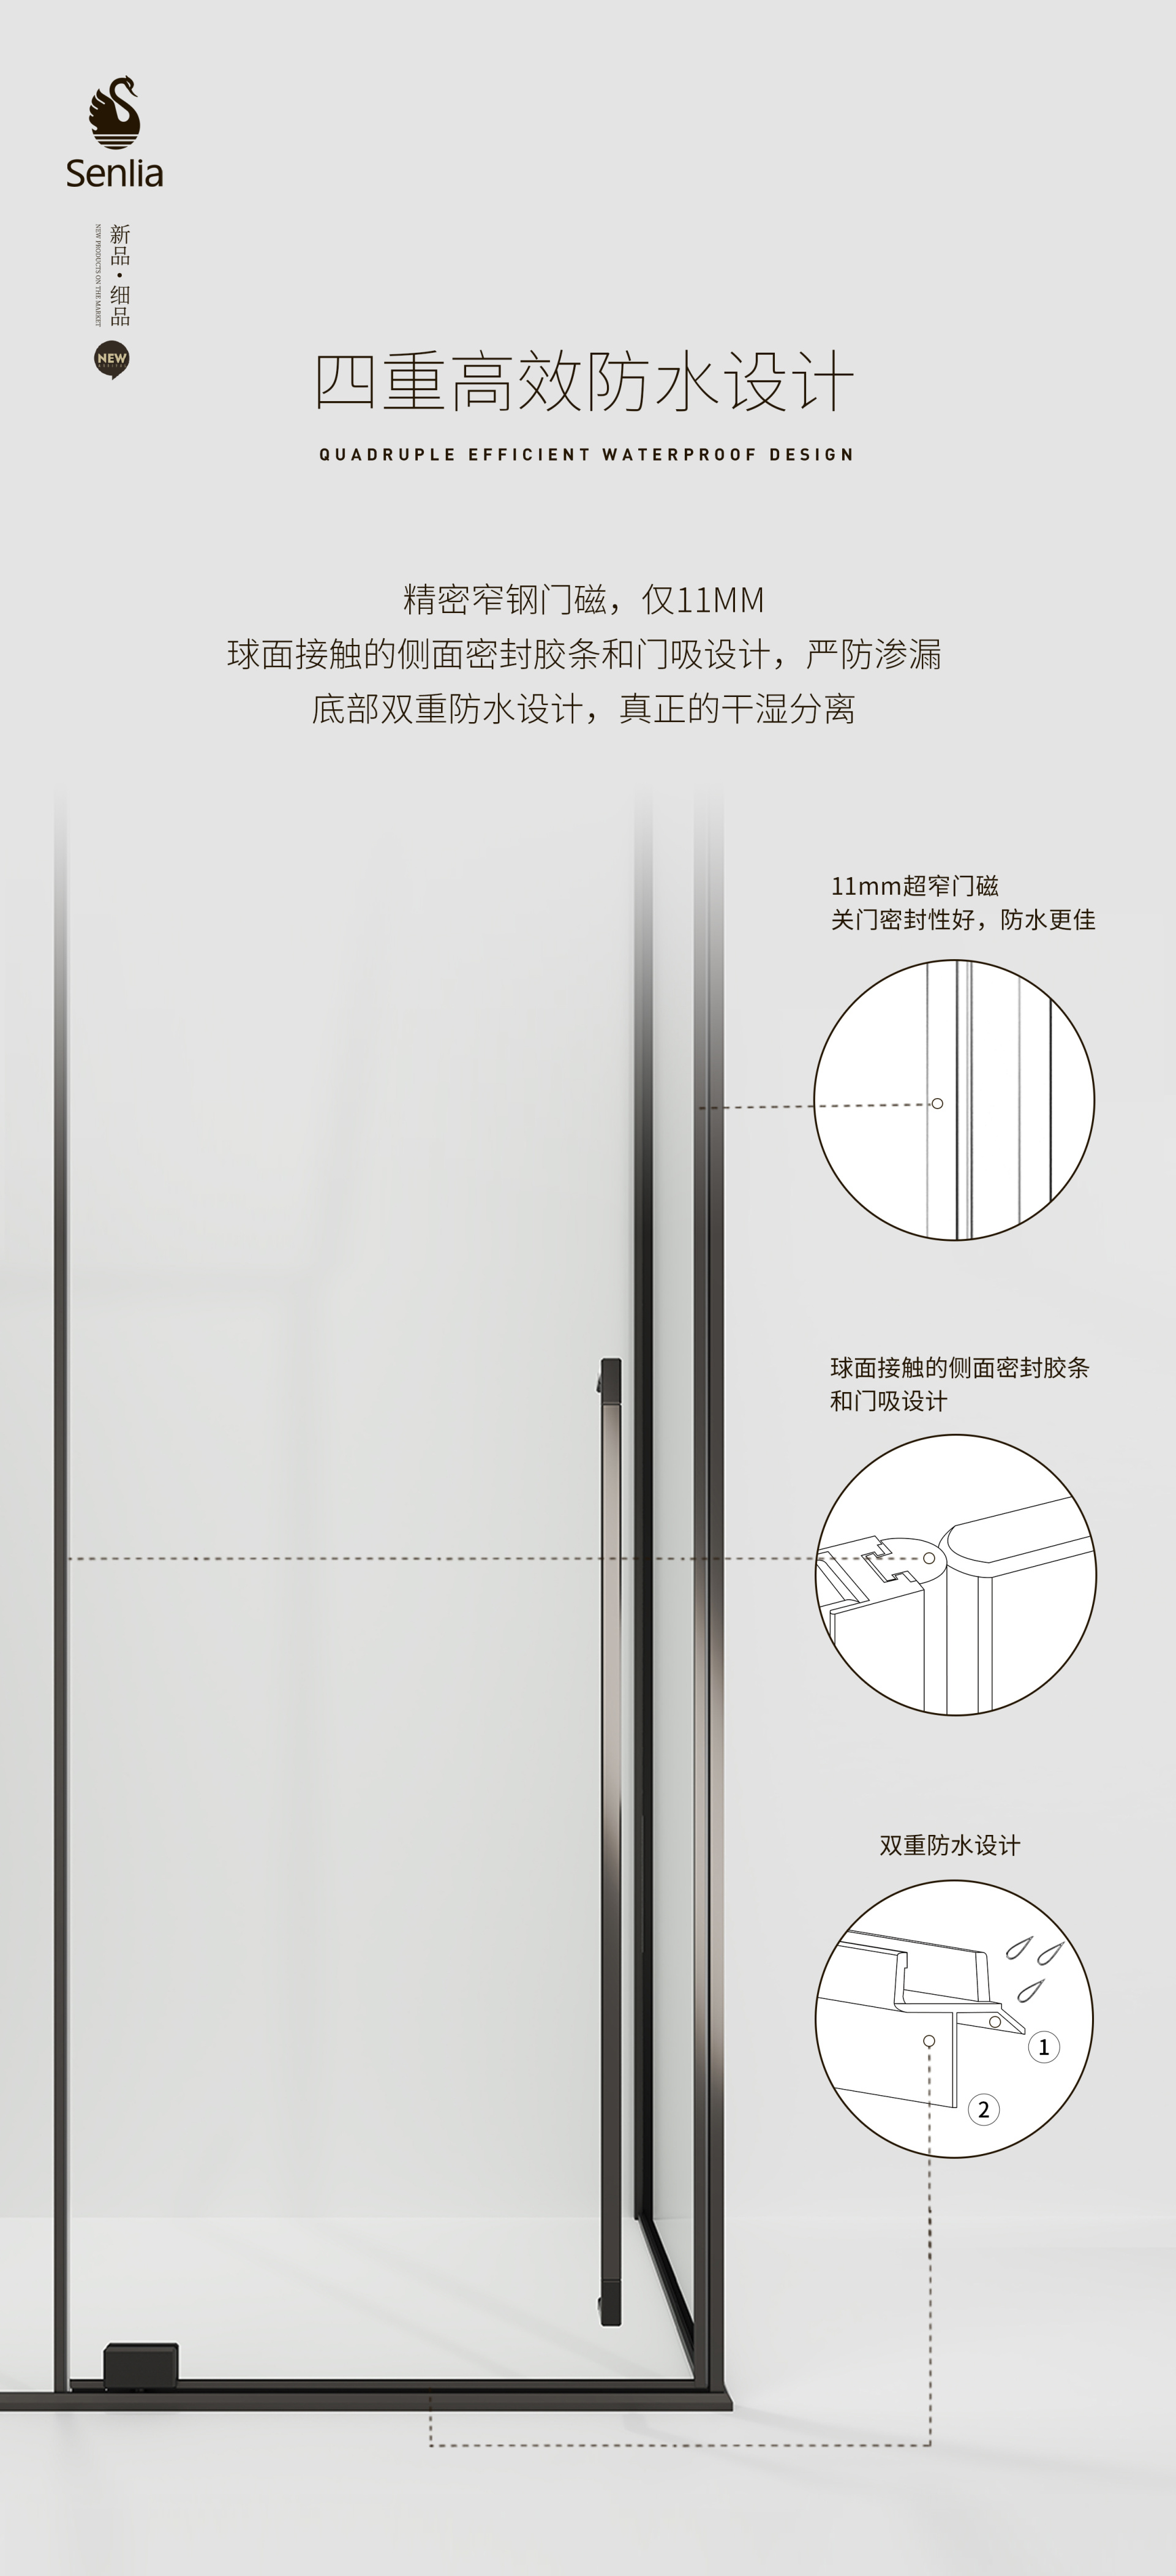 Senlia
新品·细品
NEW PRODUCTS ON THE MARKET
NEW
四重高效防水设计
QUADRUPLE EFFICIENT WATERPROOF DESIGN
精密窄钢门磁，仅11MM
球面接触的侧面密封胶条和门吸设计，严防渗漏
底部双重防水设计，真正的干湿分离
11mm超窄门磁
关门密封性好，防水更佳
球面接触的侧面密封胶条
和门吸设计
双重防水设计
1
2